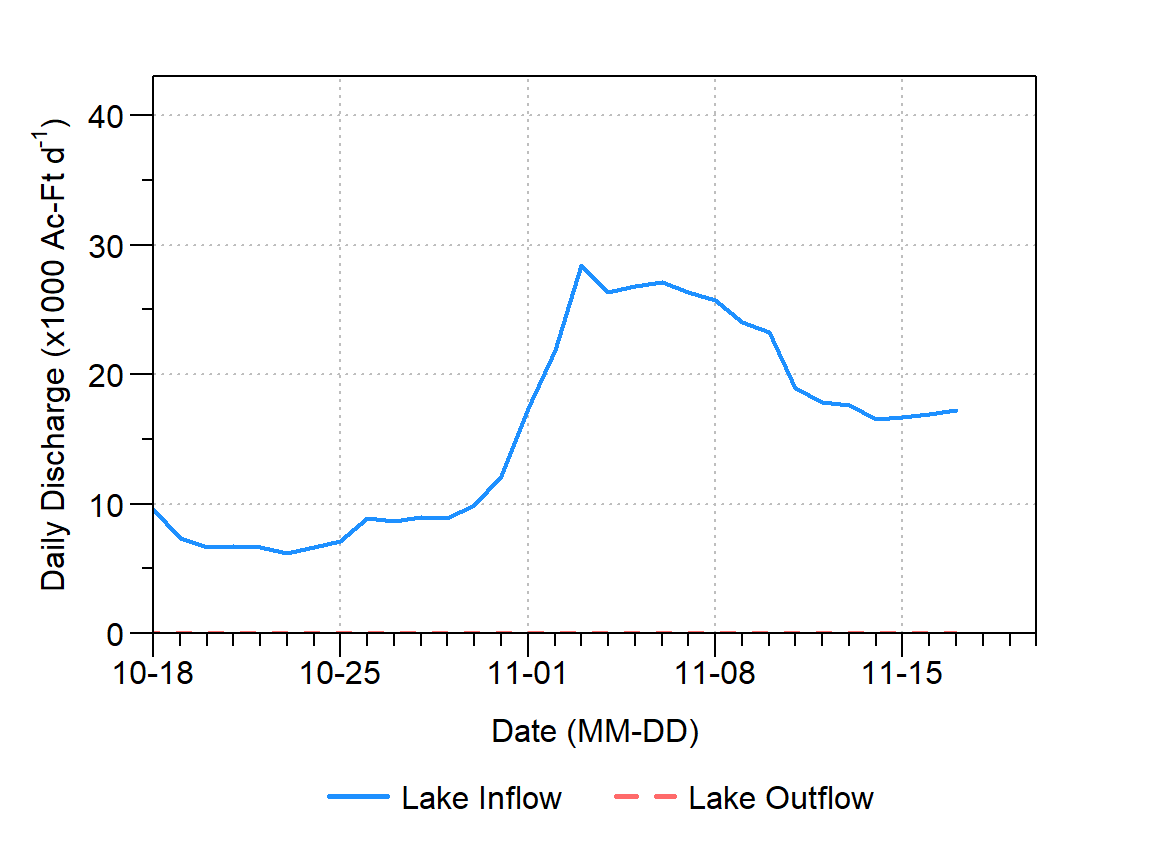 Daily Discharge (x1000 Ac-Ft d-1)
40
30
20
10
0
10-18 10-25 11-01 11-08 11-15
Date (MM-DD)
Lake Inflow Lake Outflow